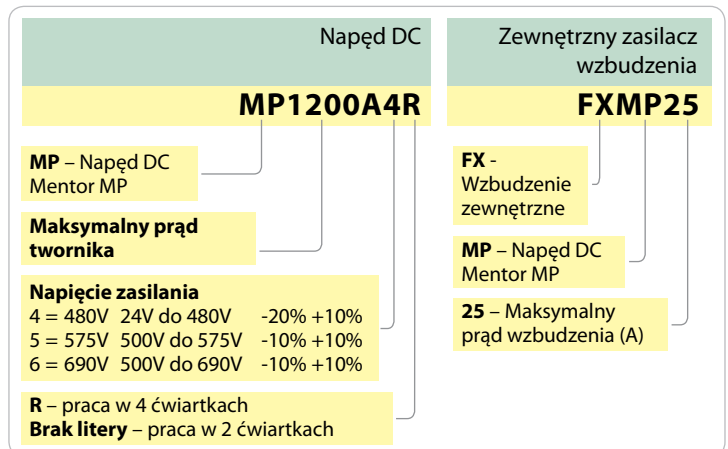 Napęd DC
MP1200A4R
MP – Napęd DC
Mentor MP
Maksymalny prąd
twornika
Napięcie zasilania
4 = 480V 24V do 480V -20% +10%
5 = 575V 500V do 575V -10% +10%
6 = 690V 500V do 690V -10% +10%
R – praca w 4 ćwiartkach
Brak litery – praca w 2 ćwiartkach
Zewnętrzny zasilacz
wzbudzenia
FXMP25
FX -
Wzbudzenie
zewnętrzne
MP – Napęd DC
Mentor MP
25 – Maksymalny
prąd wzbudzenia (A)